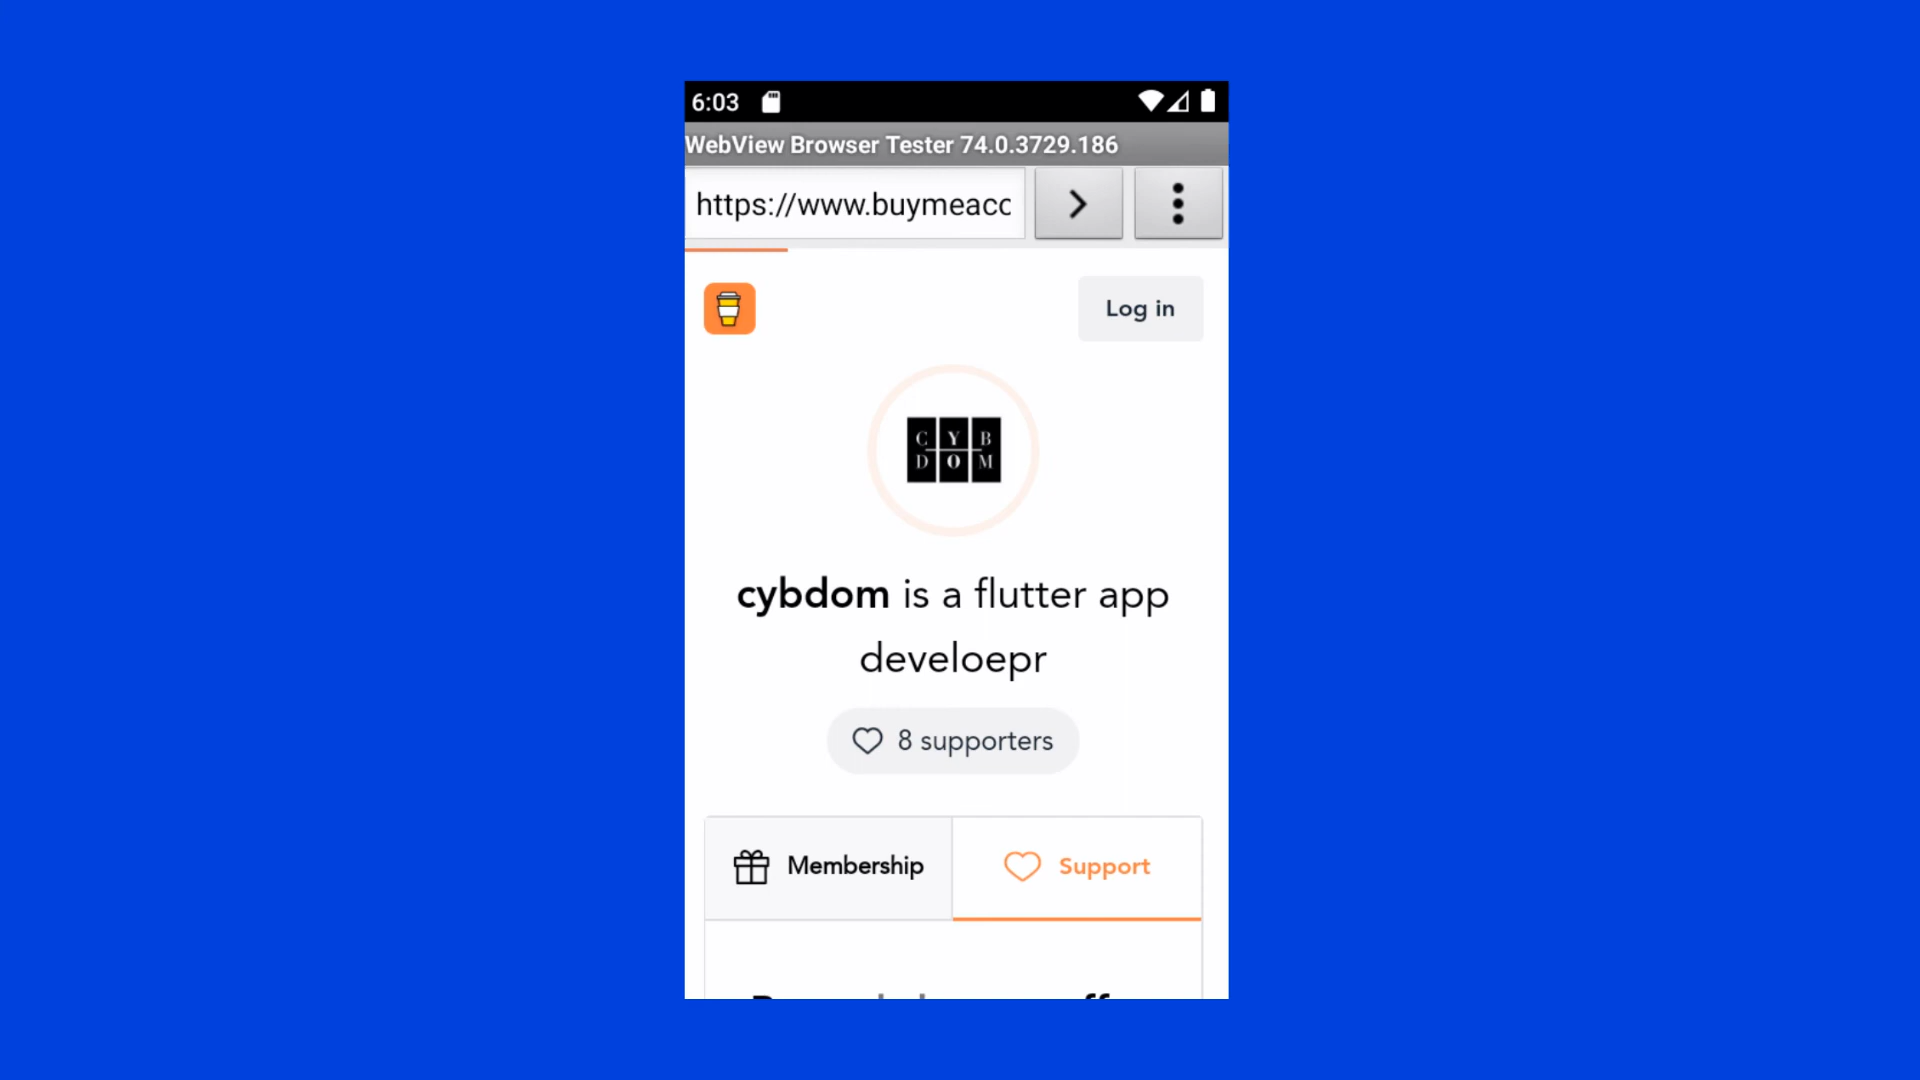 6:03
WebView Browser Tester 74.0.3729.186
https://www.buymeacc
Log in
C Y B
D O M
cybdom is a flutter app
develoepr
8 supporters
Membership
Support